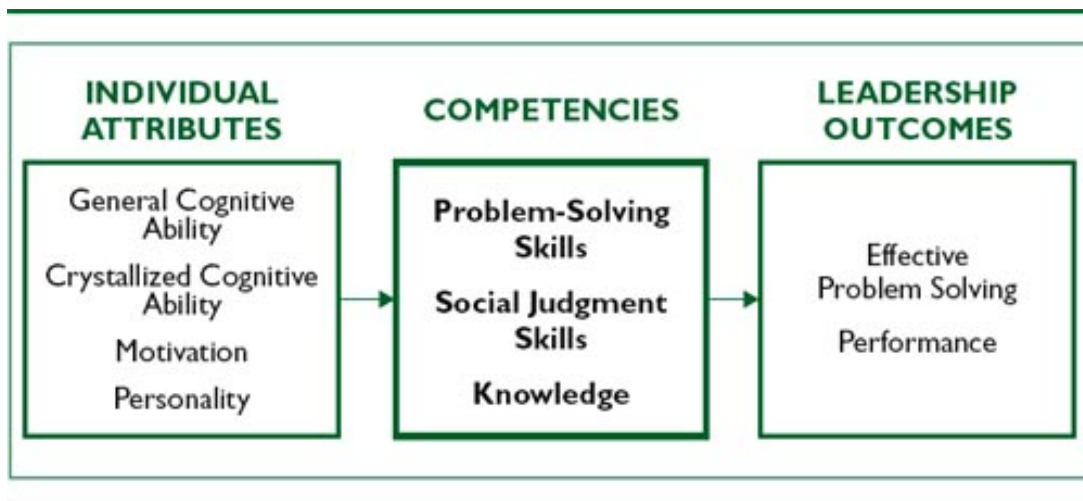 INDIVIDUAL
ATTRIBUTES
General Cognitive
Ability
Crystallized Cognitive
Ability
Motivation
Personality
COMPETENCIES
Problem-Solving
Skills
Social Judgment
Skills
Knowledge
LEADERSHIP
OUTCOMES
Effective
Problem Solving
Performance